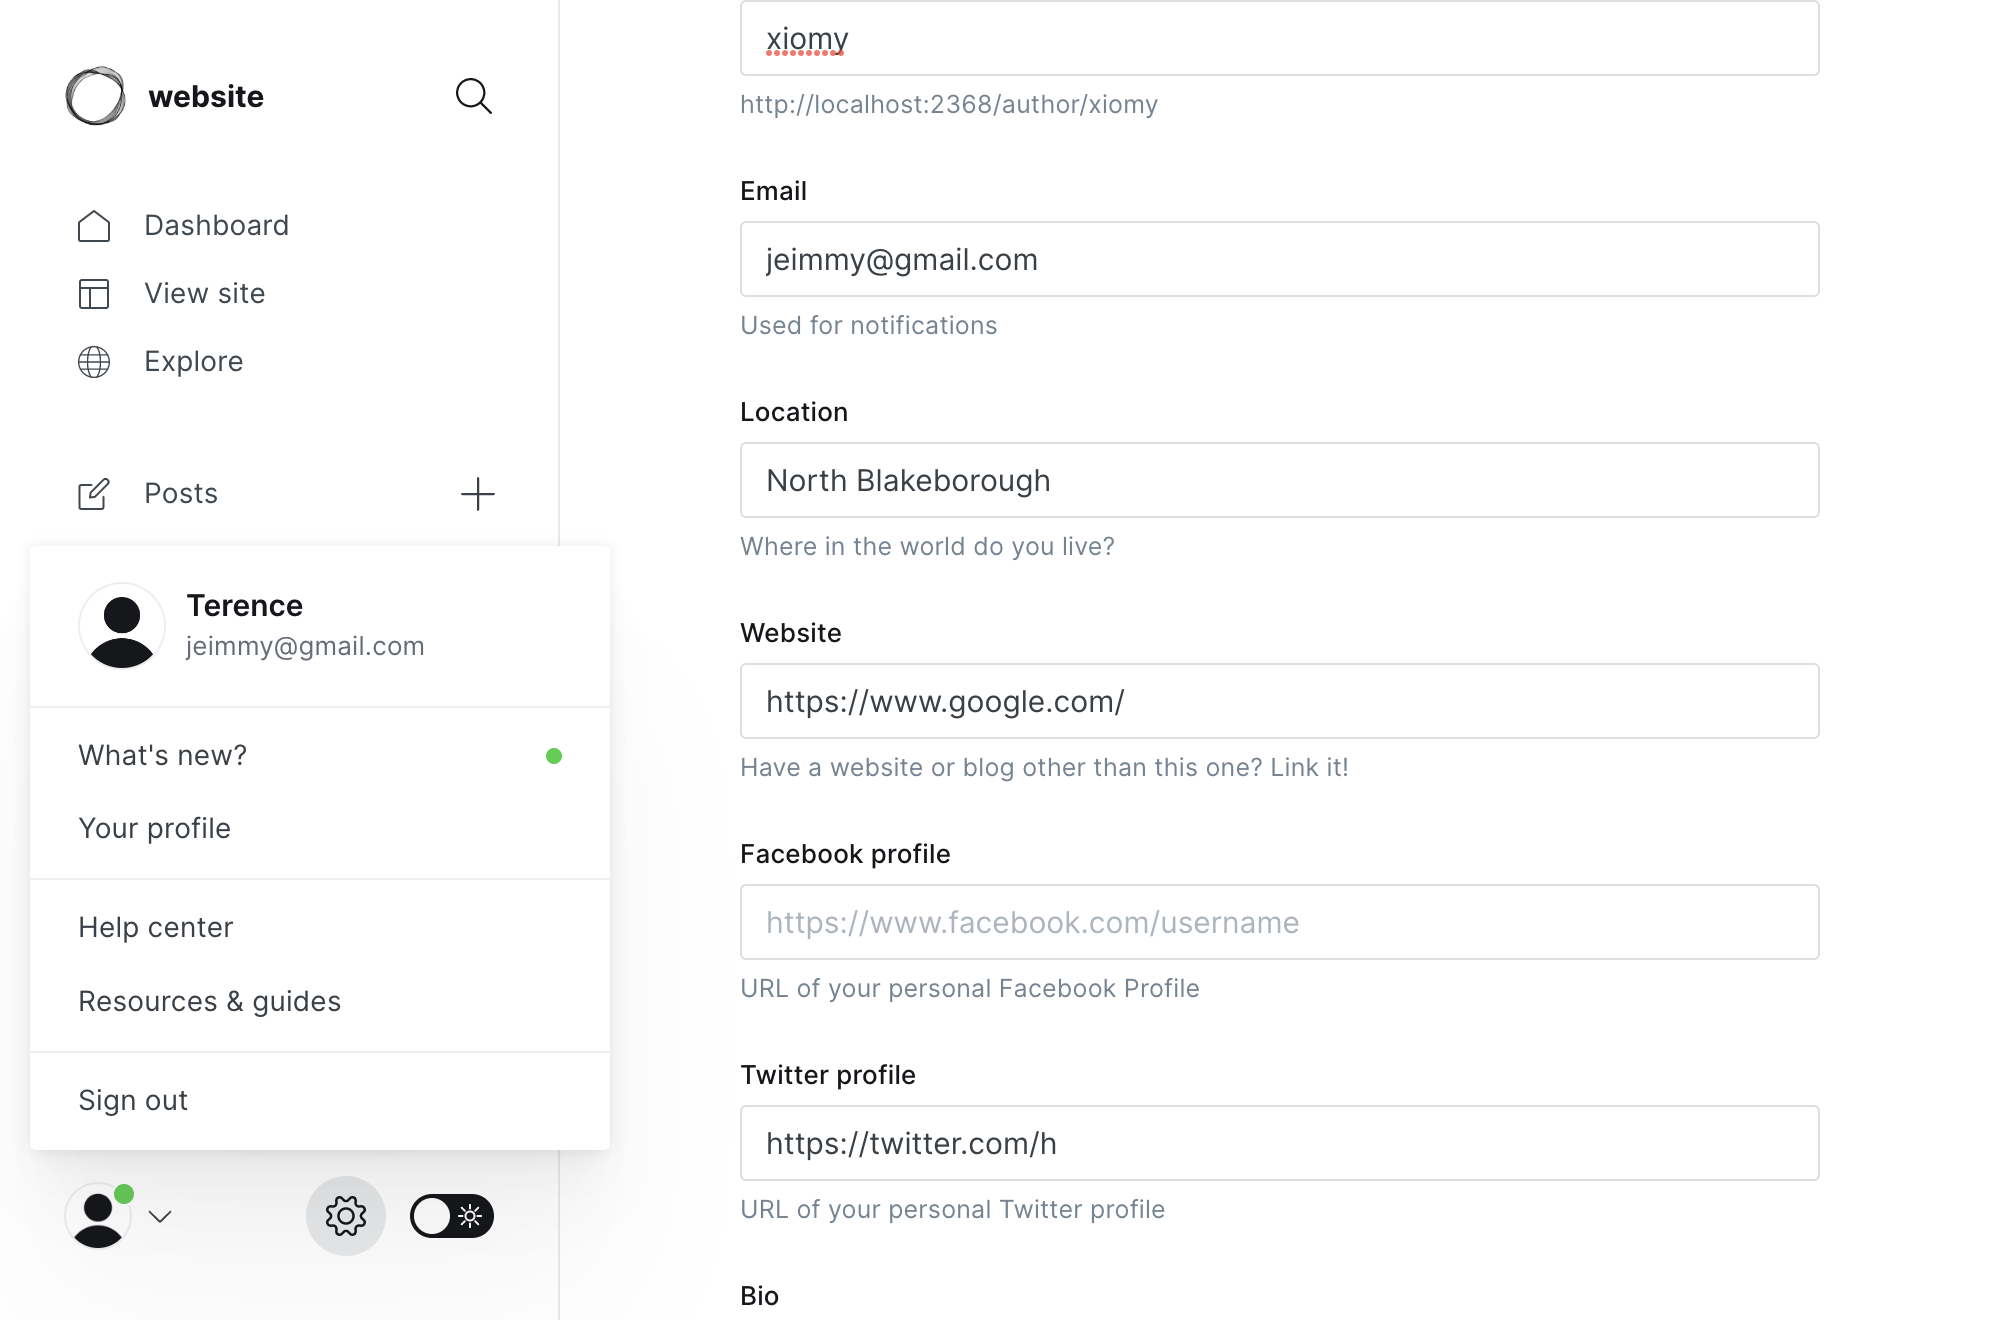 website
Dashboard
View site
Explore
Posts
Terence
jeimmy@gmail.com
What's new?
Your profile
Help center
Resources & guides
Sign out
xiomy
http://localhost:2368/author/xiomy
Email
jeimmy@gmail.com
Used for notifications
Location
North Blakeborough
Where in the world do you live?
Website
https://www.google.com/
Have a website or blog other than this one? Link it!
Facebook profile
https://www.facebook.com/username
URL of your personal Facebook Profile
Twitter profile
https://twitter.com/h
URL of your personal Twitter profile
Bio